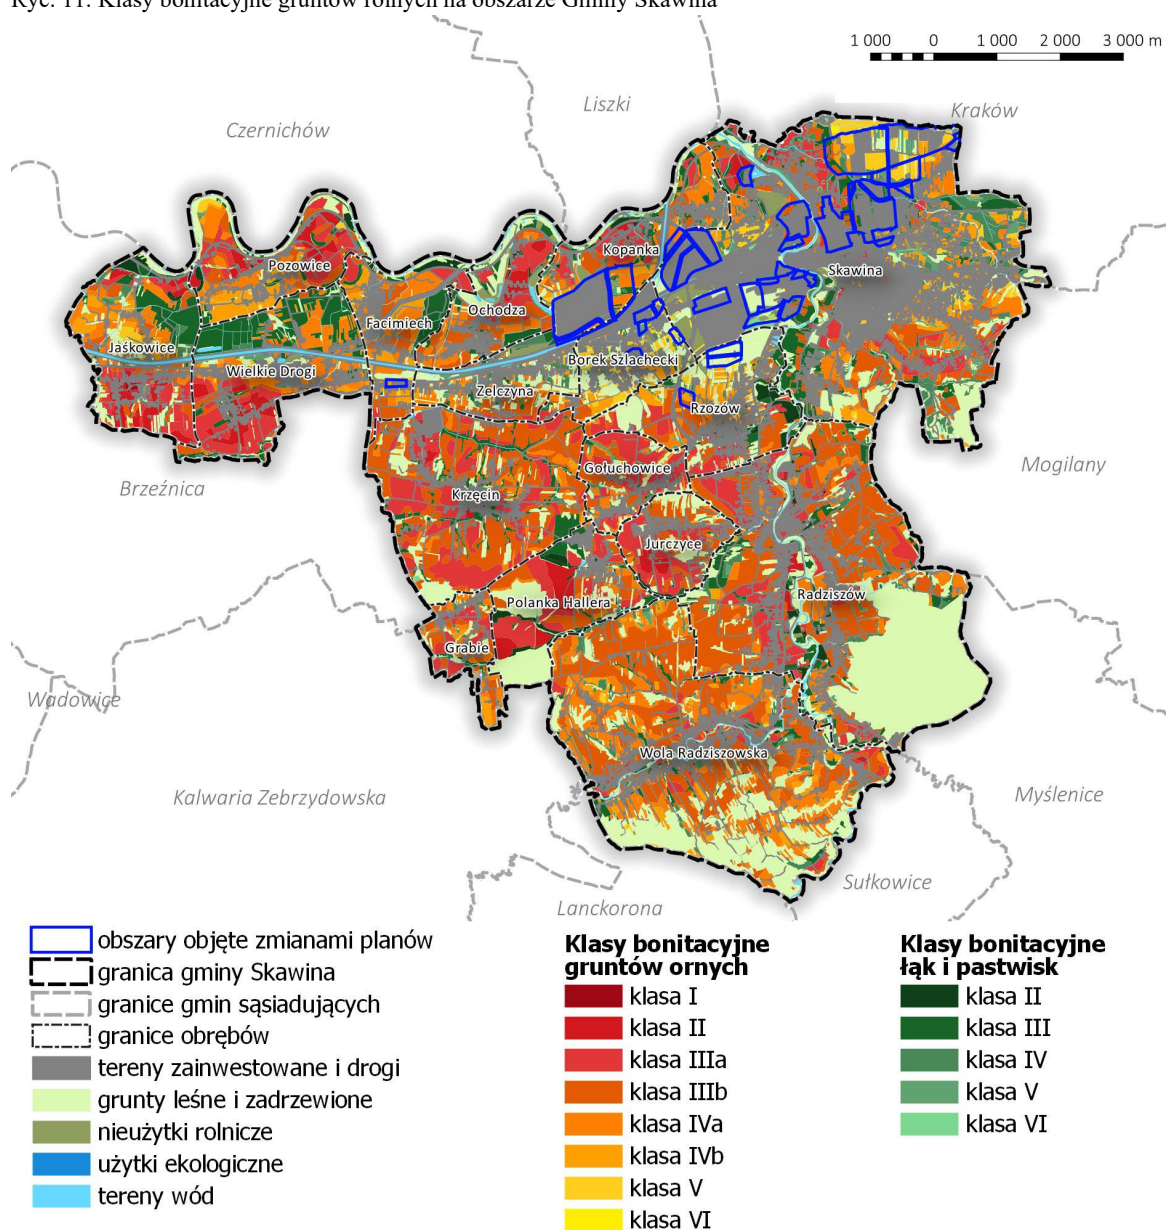 Ryc. 11. Klasy bonitacyjne gruntów rolnych na obszarze Gminy Skawina
1 000 0 1 000 2 000 3 000 m
Liszki
Kraków
Czernichów
Kopanka
Pozowice
Skawina
Ochodza
Facimiech
Jaśkowice
Borek Szlachecki
Wielkie Drogi
Zelczyna
Rzozów
Mogilany
Gołuchowice
Brzeźnica
Krzęcin
Jurczyce
Radziszów
Polanka Hallera
Grabie
Wadowice
Wola Radziszowska
Kalwaria Zebrzydowska
Myślenice
Sułkowice
Lanckorona
obszary objęte zmianami planów
granica gminy Skawina
granice gmin sąsiadujących
granice obrębów
tereny zainwestowane i drogi
grunty leśne i zadrzewione
nieużytki rolnicze
użytki ekologiczne
tereny wód
Klasy bonitacyjne
gruntów ornych
klasa I
klasa II
klasa IIIa
klasa IIIb
klasa IVa
klasa IVb
klasa V
klasa VI
Klasy bonitacyjne
łąk i pastwisk
klasa II
klasa III
klasa IV
klasa V
klasa VI